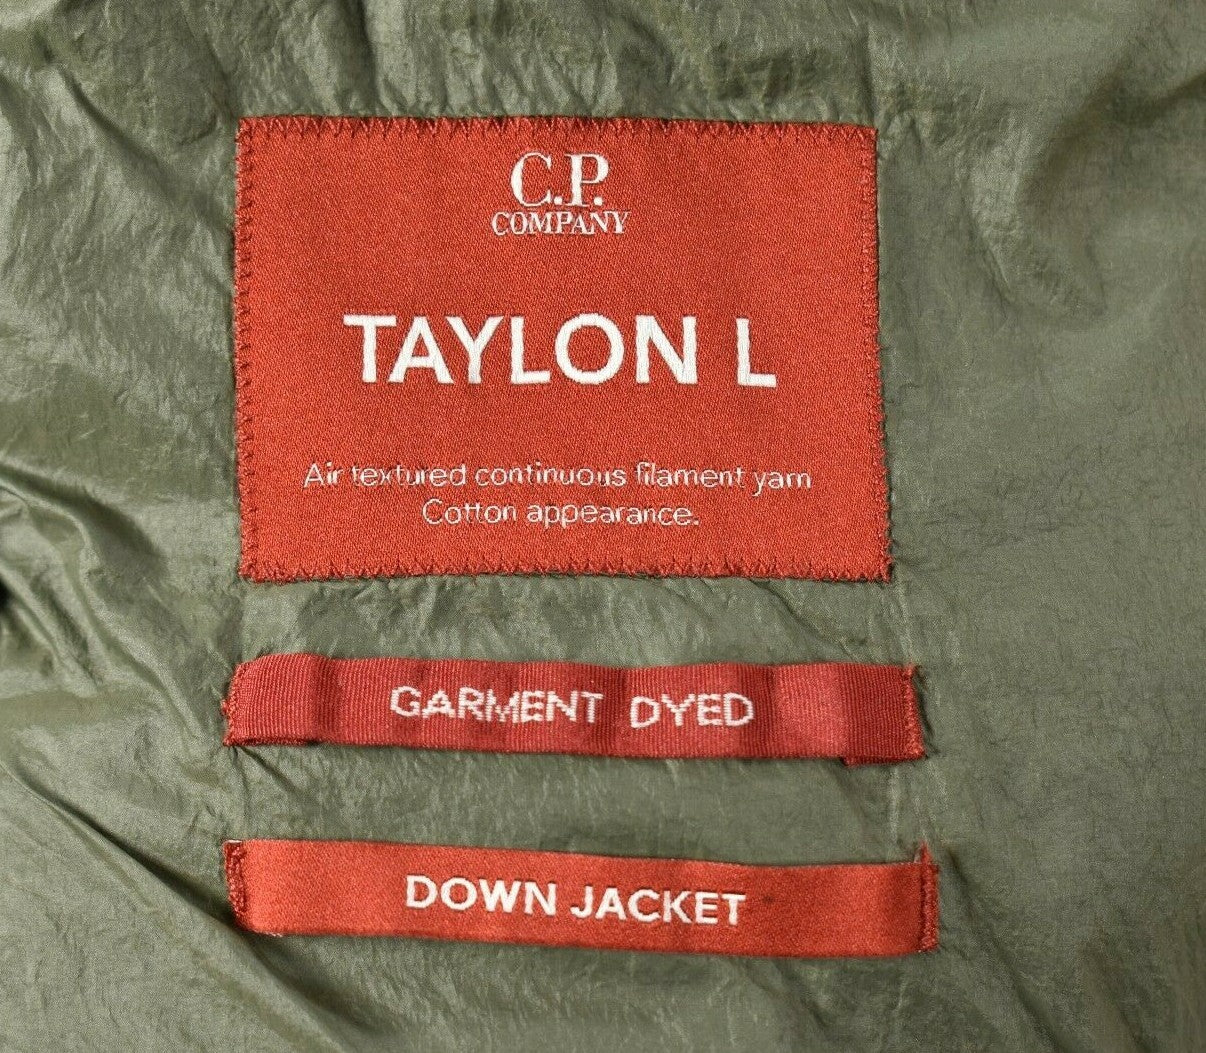 C.P.
COMPANY
TAYLON L
Air textured continuous filament yarn
Cotton appearance.
GARMENT DYED
DOWN JACKET